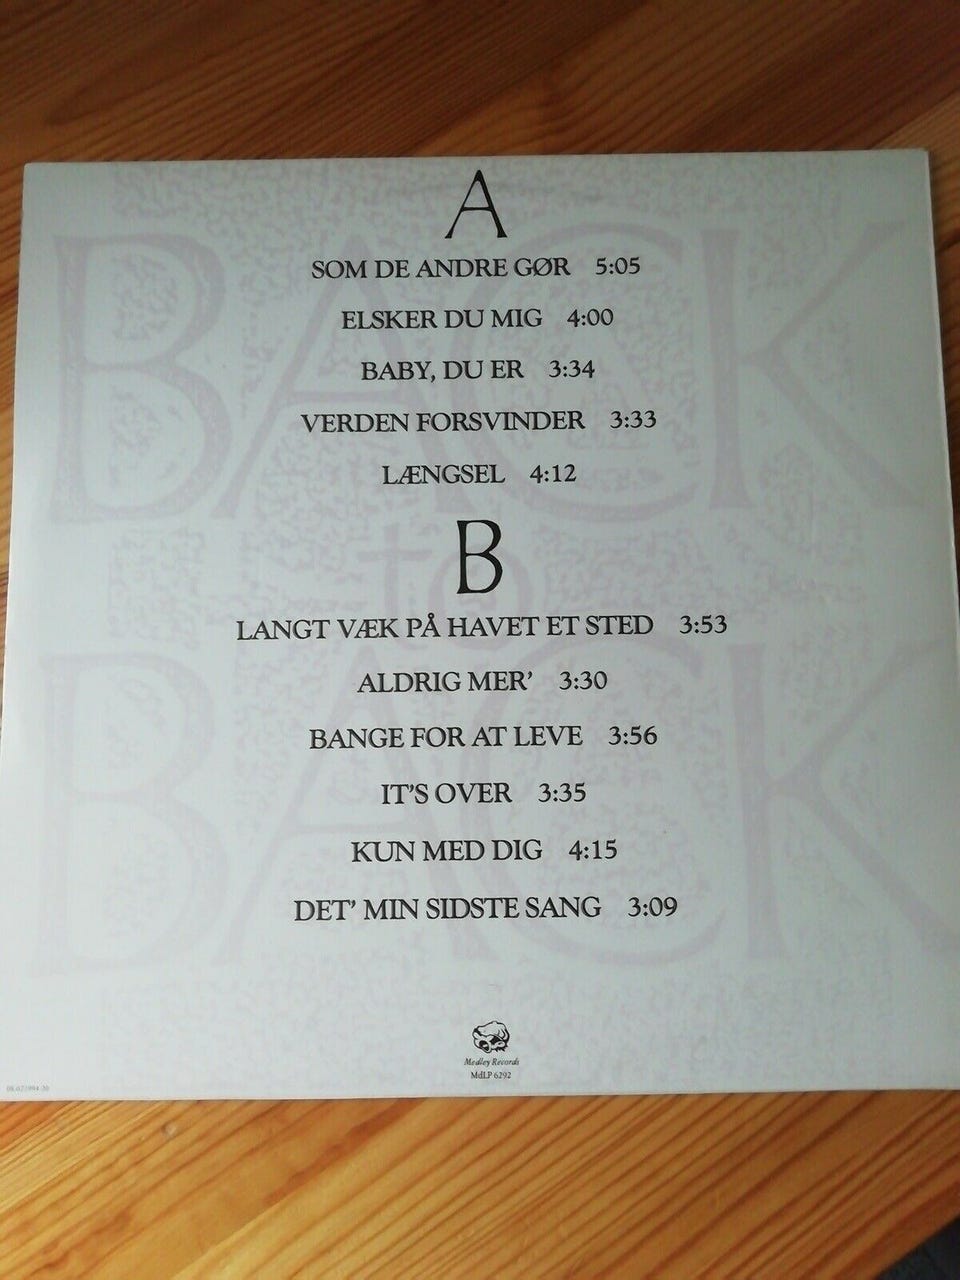 A
SOM DE ANDRE GØR 5:05
ELSKER DU MIG 4:00
BABY, DU ER 3:34
VERDEN FORSVINDER 3:33
LÆNGSEL 4:12
B
LANGT VÆK PÅ HAVET ET STED 3:53
ALDRIG MER' 3:30
BANGE FOR AT LEVE 3:56
IT'S OVER 3:35
KUN MED DIG 4:15
DET' MIN SIDSTE SANG 3:09
BACK
to
BACK
Medley Records
MdLP 6292